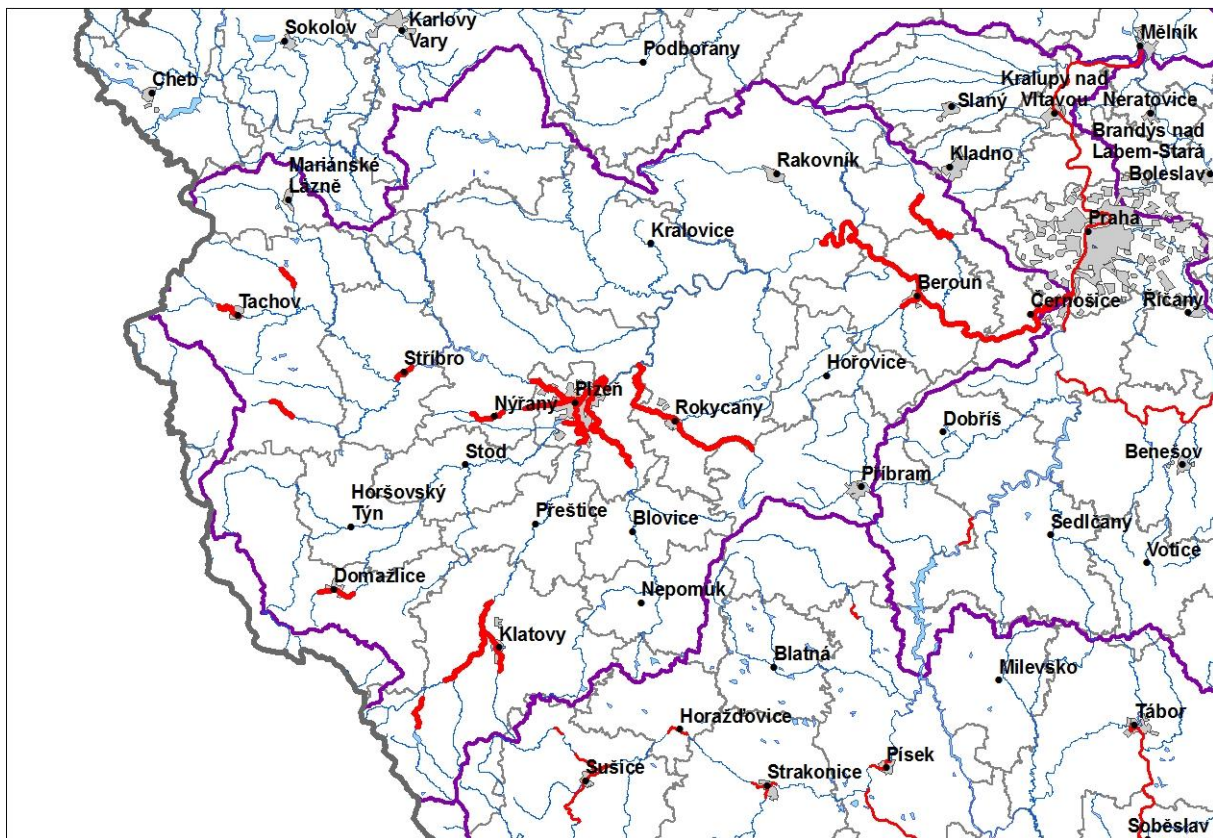 Sokolov
Karlovy
Vary
Cheb
Podbořany
Mělník
Kralupy nad
Vltavou
Slaný
Neratovice
Brandýs nad
Labem-Stará
Boleslav
Kladno
Rakovník
Mariánské
Lázně
Praha
Kralovice
Beroun
Černošice
Říčany
Tachov
Hořovice
Stříbro
Plzeň
Nýřany
Rokycany
Dobříš
Benešov
Stod
Příbram
Horšovský
Týn
Přeštice
Blovice
Sedlčany
Votice
Domažlice
Nepomuk
Klatovy
Blatná
Milevsko
Horažďovice
Tábor
Sušice
Strakonice
Písek
Soběslav